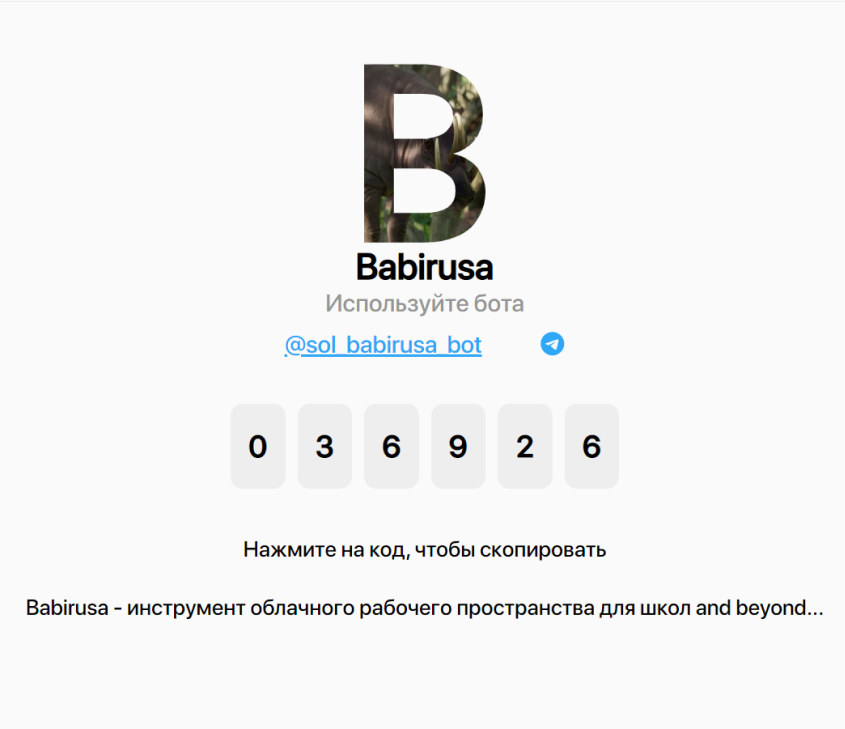 B
Babirusa
Используйте бота
@sol_babirusa_bot
0 3 6 9 2 6
Нажмите на код, чтобы скопировать
Babirusa - инструмент облачного рабочего пространства для школ and beyond...